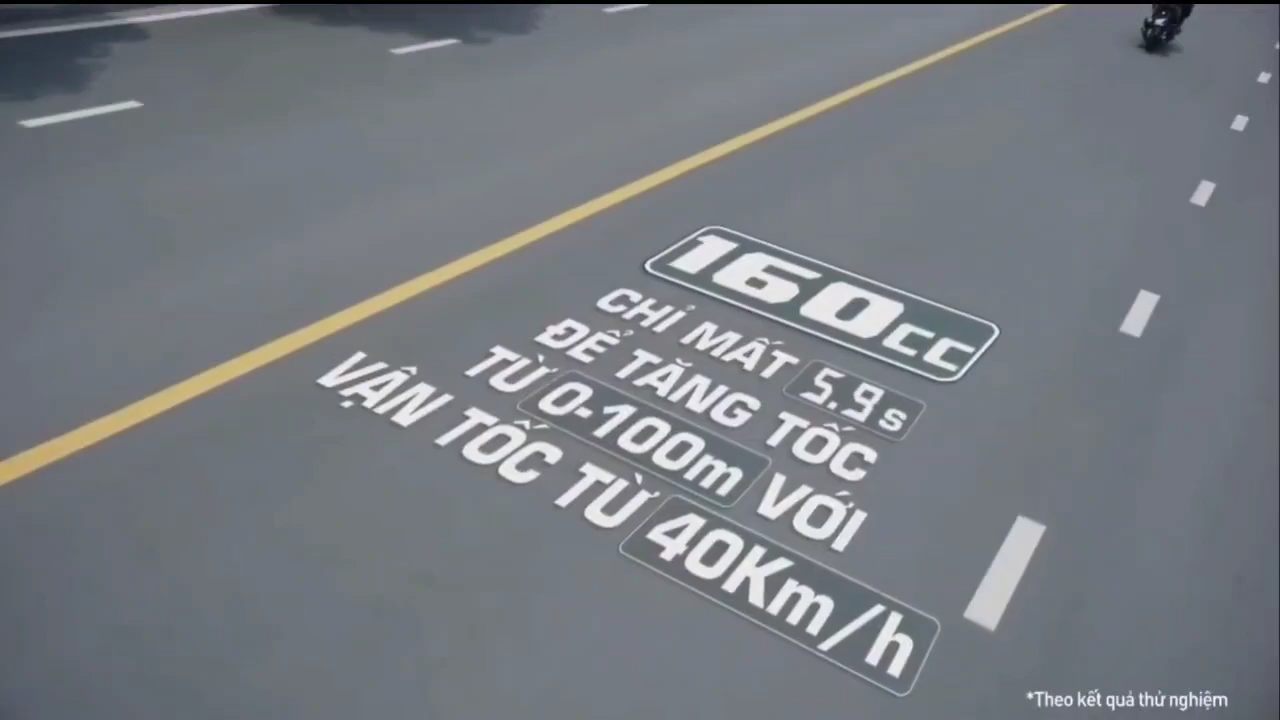 160cc
CHỈ MẤT 5.9s
ĐỂ TĂNG TỐC
TỪ 0-100m VỚI
VẬN TỐC TỪ 40Km/h
*Theo kết quả thử nghiệm